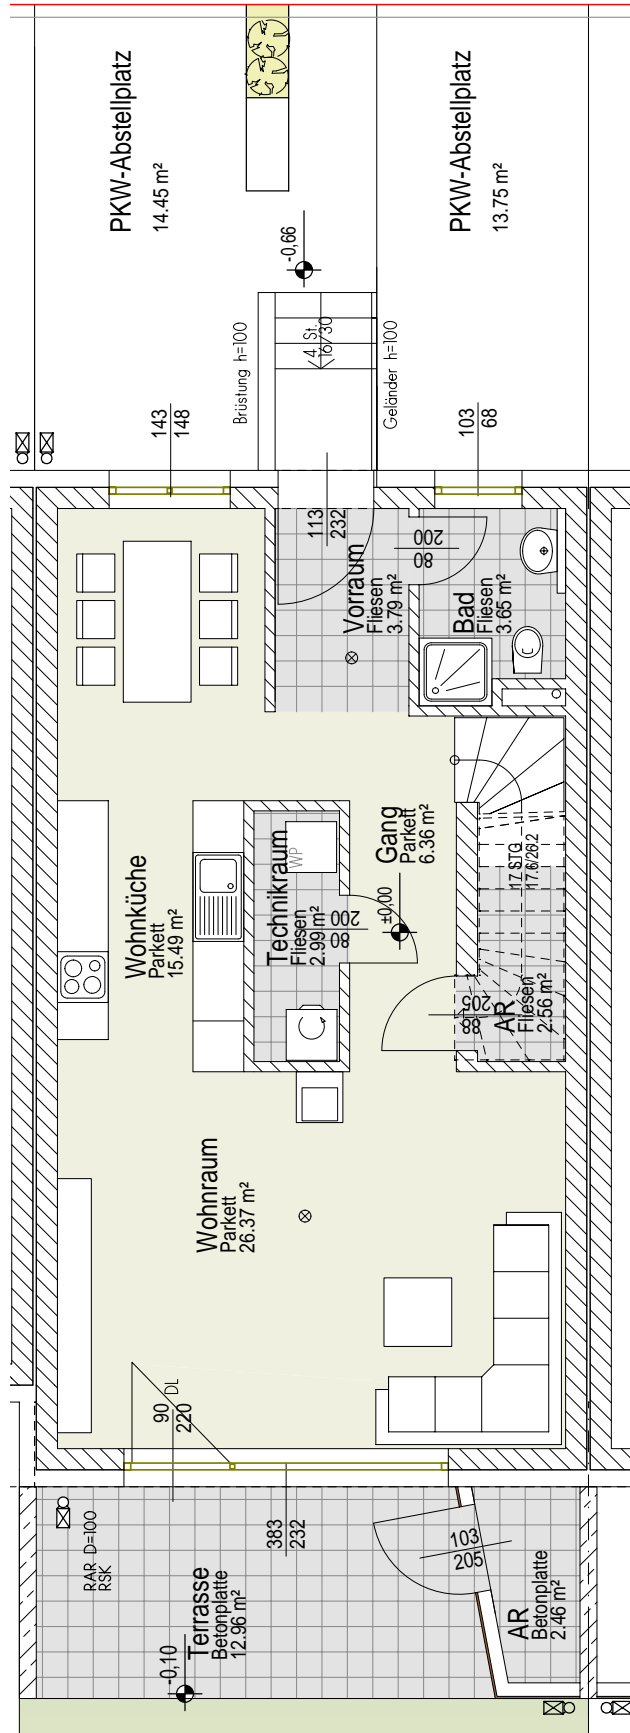 PKW-Abstellplatz
14.45 m²
PKW-Abstellplatz
13.75 m²
-0,66
4 St.
16/30
Brüstung h=100
Geländer h=100
143
148
103
68
113
232
80
200
Vorraum
Fliesen
3.79 m²
Bad
Fliesen
3.65 m²
Wohnküche
Parkett
15.49 m²
Technikraum
Fliesen
2.99 m²
WP
80
200
Gang
Parkett
6.36 m²
±0,00
17 STG
17.6/26.2
AR
Fliesen
2.56 m²
88
205
Wohnraum
Parkett
26.37 m²
90
220
DL
383
232
RAR D=100
RSK
Terrasse
Betonplatte
12.96 m²
-0,10
103
205
AR
Betonplatte
2.46 m²